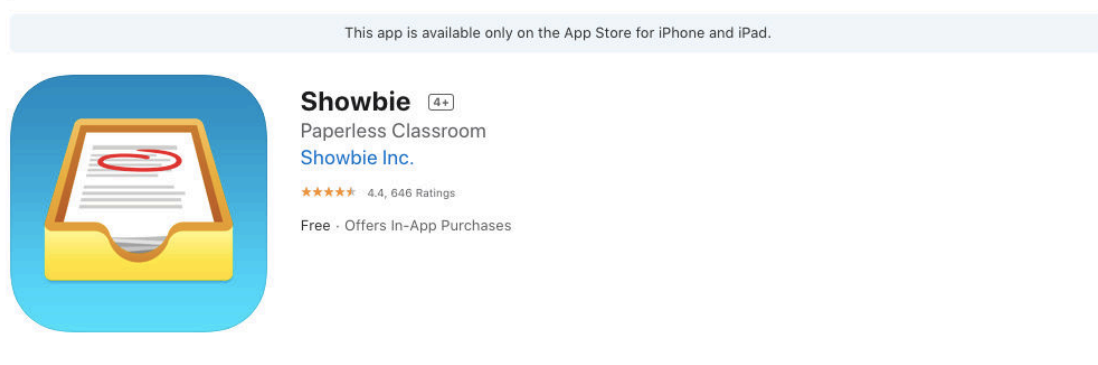 This app is available only on the App Store for iPhone and iPad.
Showbie 4+
Paperless Classroom
Showbie Inc.
4.4, 646 Ratings
Free · Offers In-App Purchases